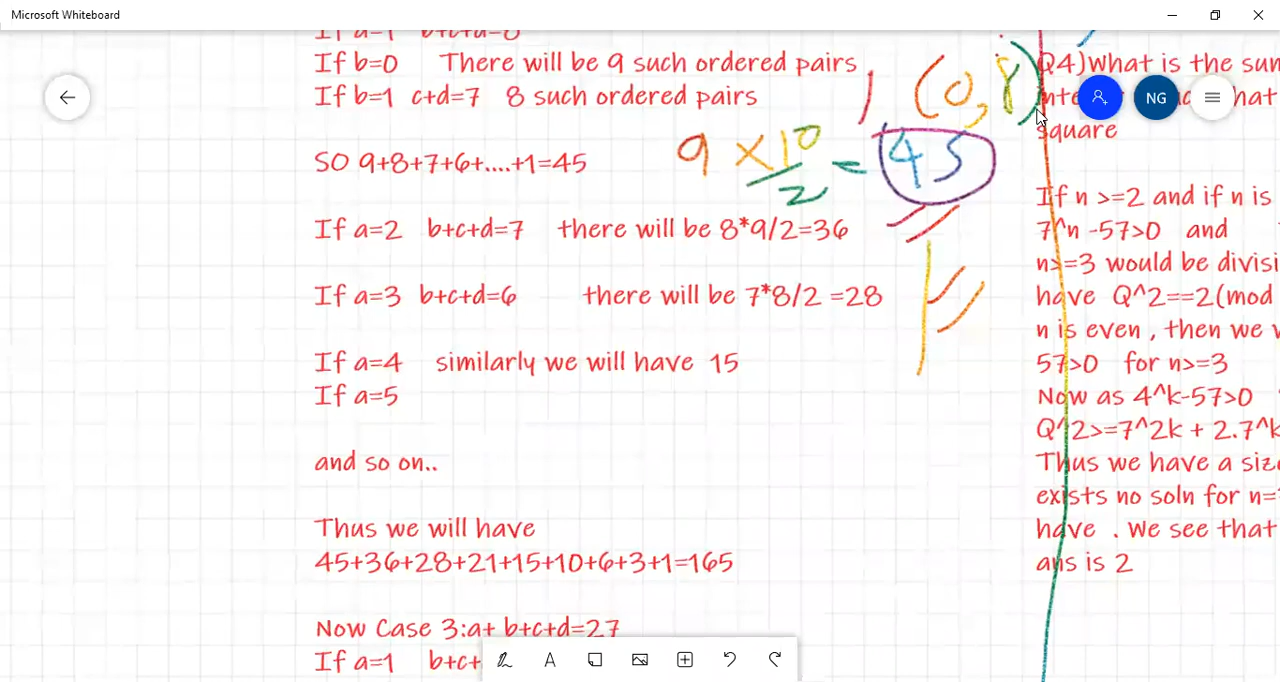 Microsoft Whiteboard
If a=1 b+c+d=8
If b=0 There will be 9 such ordered pairs
If b=1 c+d=7 8 such ordered pairs
1, (0,8)
SO 9+8+7+6+....+1=45
9 × 10/2 = 45
If a=2 b+c+d=7 there will be 8*9/2=36
If a=3 b+c+d=6 there will be 7*8/2 =28
If a=4 similarly we will have 15
If a=5
and so on..
Thus we will have
45+36+28+21+15+10+6+3+1=165
Now Case 3:a+ b+c+d=27
If a=1 b+c+
Q4)What is the
NG
square
If n >=2 and if n is
7^n -57>0 and
n>=3 would be
have Q^2==2(mod
n is even , then we
57>0 for n>=3
Now as 4^k-57>0
Q^2>=7^2k + 2.7^k
Thus we have a
exists no soln for n=
have . We see that
ans is 2